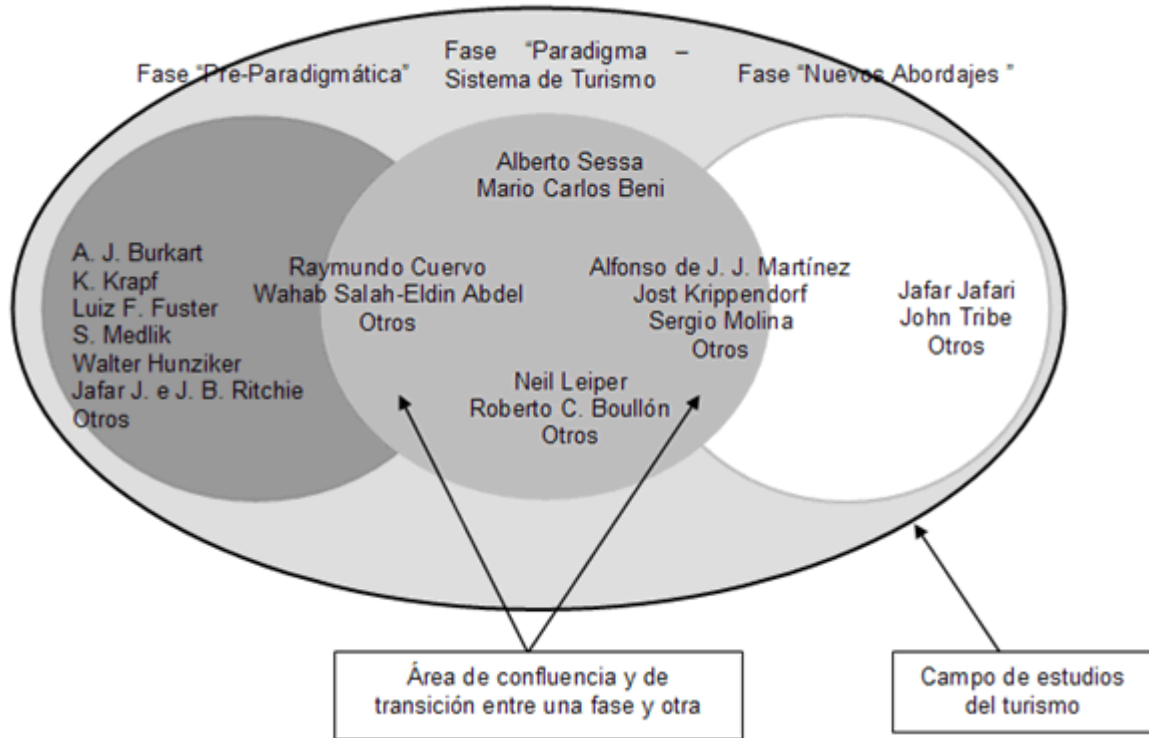 Fase "Pre-Paradigmática"
Fase "Paradigma –
Sistema de Turismo
Fase "Nuevos Abordajes "
A. J. Burkart
K. Krapf
Luiz F. Fuster
S. Medlik
Walter Hunziker
Jafar J. e J. B. Ritchie
Otros
Raymundo Cuervo
Wahab Salah-Eldin Abdel
Otros
Alberto Sessa
Mario Carlos Beni
Neil Leiper
Roberto C. Boullón
Otros
Alfonso de J. J. Martínez
Jost Krippendorf
Sergio Molina
Otros
Jafar Jafari
John Tribe
Otros
Área de confluencia y de
transición entre una fase y otra
Campo de estudios
del turismo